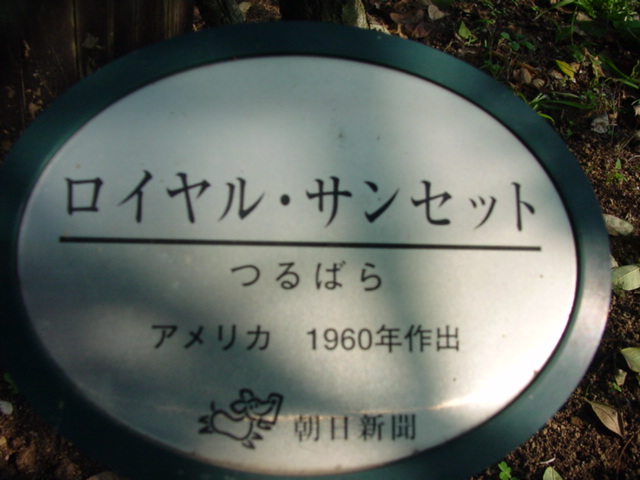 ロイヤル・サンセット
つるばら
アメリカ　1960年作出
朝日新聞